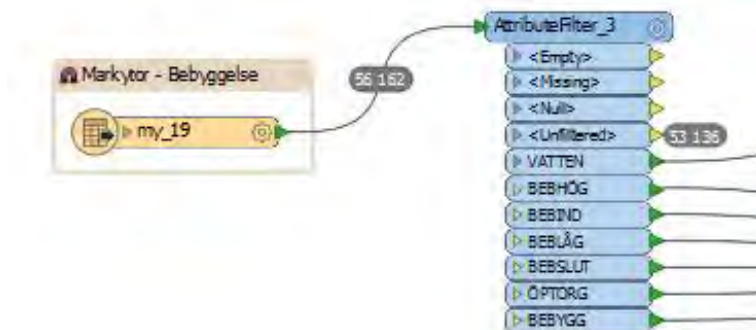 AttributeFilter_3
<Empty>
Markytor - Bebyggelse
56 162
<Missing>
<Null>
my_19
<Unfiltered>
53 136
VATTEN
BEBHÖG
BEBIND
BEBLÅG
BEBSLUT
ÖPTORG
BEBYGG